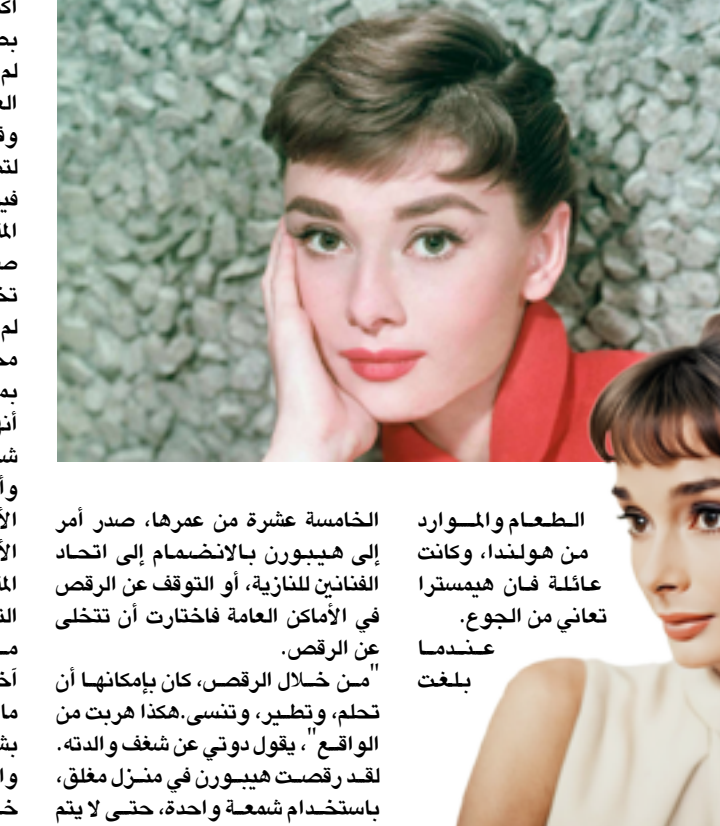 الطعام والموارد
من هولندا، وكانت
عائلة فان هيمسترا
تعاني من الجوع.
عندما
بلغت
الخامسة عشرة من عمرها، صدر أمر
إلى هيبورن بالانضمام إلى اتحاد
الفنانين للنازية، أو التوقف عن الرقص
في الأماكن العامة فاختارت أن تتخلى
عن الرقص.
"من خلال الرقص، كان بإمكانها أن
تحلم، وتطير، وتنسى.هكذا هربت من
الواقع"، يقول دوتي عن شغف والدته.
لقد رقصت هيبورن في منزل مغلق،
باستخدام شمعة واحدة، حتى لا يتم
لم
لم